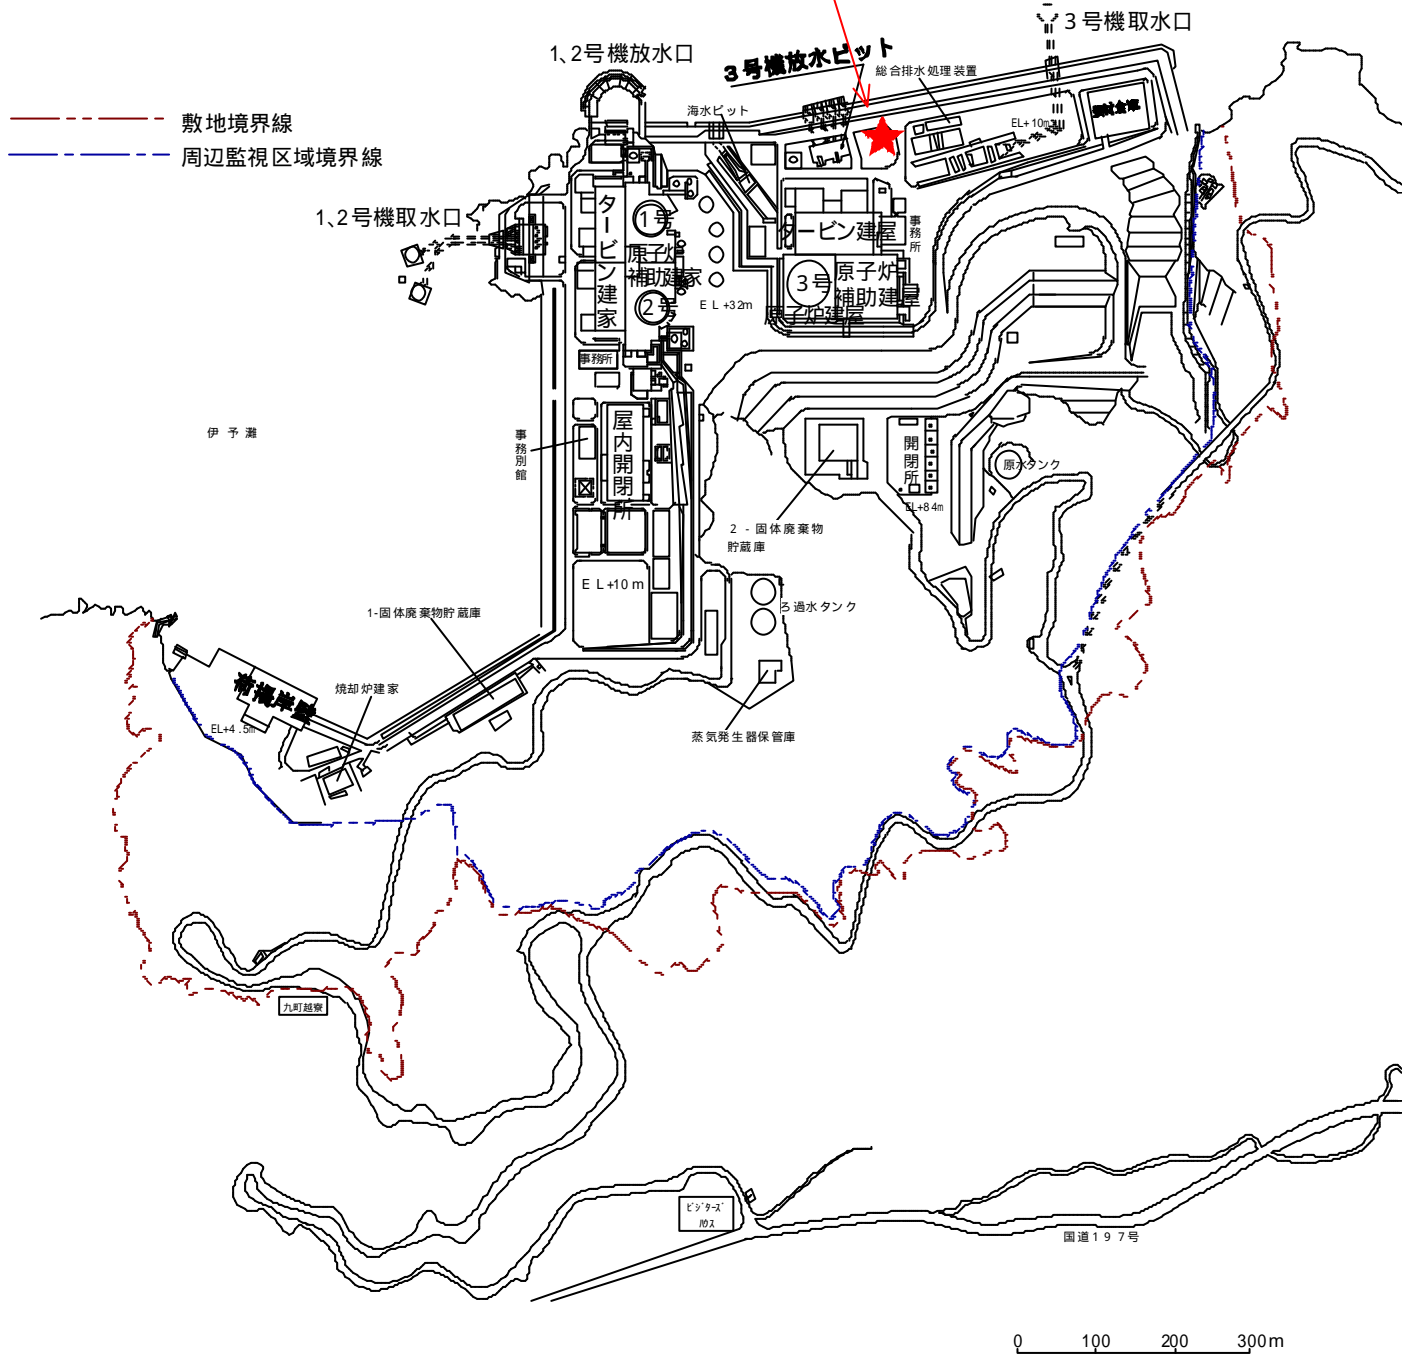 3号機取水口
1、2号機放水口
3号機放水ピット
総合排水処理装置
海水ピット
EL+10m
資材倉庫
敷地境界線
周辺監視区域境界線
1、2号機取水口
タービン建家
1号
原子炉
補助建家
2号
タービン建屋
事務所
3号
原子炉
補助建屋
原子炉建屋
EL+32m
事務所
伊予灘
事務別館
屋内開閉所
開閉所
原水タンク
EL+84m
2-固体廃棄物
貯蔵庫
EL+10m
ろ過水タンク
1-固体廃棄物貯蔵庫
荷揚岸壁
焼却炉建家
EL+4.5m
蒸気発生器保管庫
九町越寮
ビジターズ
ハウス
国道197号
0 100 200 300m